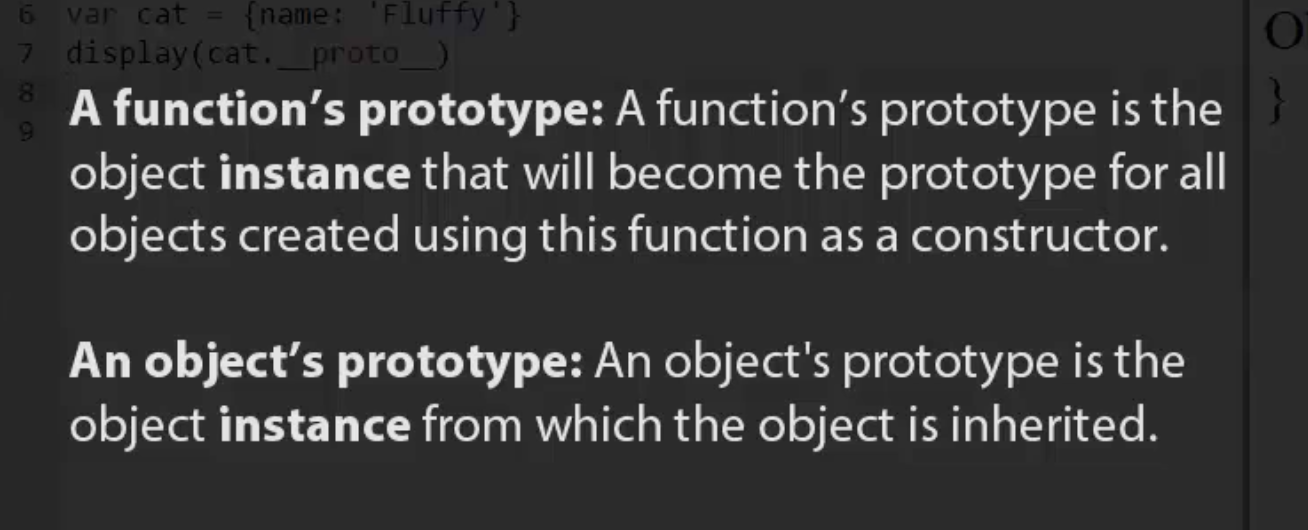 6 var cat = {name: 'Fluffy'}
7 display(cat.__proto__)
8
9
A function’s prototype: A function’s prototype is the
object instance that will become the prototype for all
objects created using this function as a constructor.
An object’s prototype: An object's prototype is the
object instance from which the object is inherited.
}